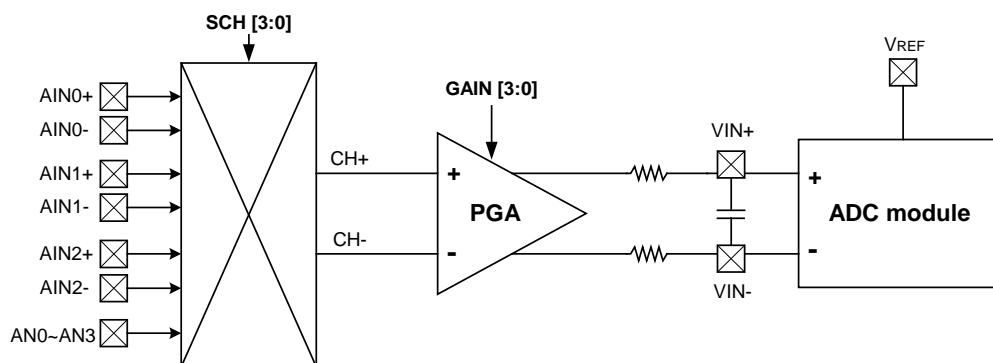 SCH [3:0]
VREF
AIN0+
GAIN [3:0]
AIN0-
VIN+
CH+
AIN1+
+
+
AIN1-
PGA
ADC module
AIN2+
CH-
-
-
AIN2-
VIN-
AN0~AN3